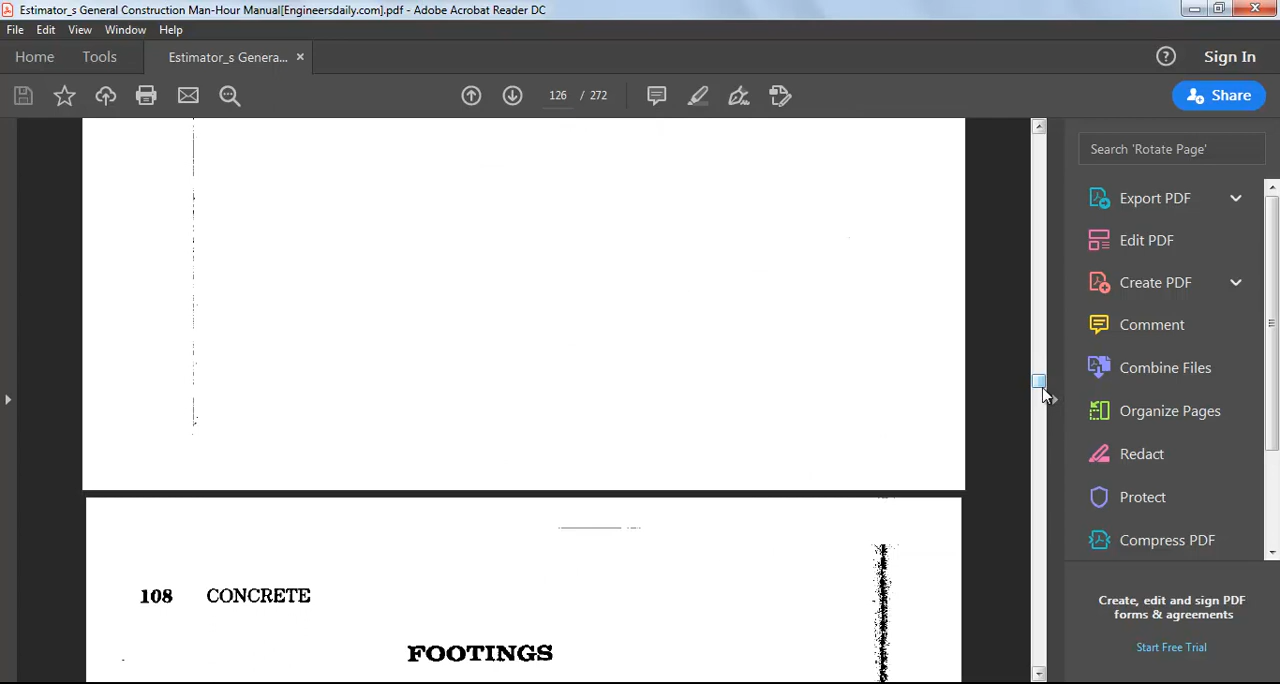 Estimator_s General Construction Man-Hour Manual[Engineersdaily.com].pdf - Adobe Acrobat Reader DC
File Edit View Window Help
Home Tools Estimator_s Genera... × ? Sign In
126 / 272 Share
Search 'Rotate Page'
Export PDF
Edit PDF
Create PDF
Comment
Combine Files
Organize Pages
Redact
Protect
Compress PDF
Create, edit and sign PDF
forms & agreements
Start Free Trial
108 CONCRETE
FOOTINGS